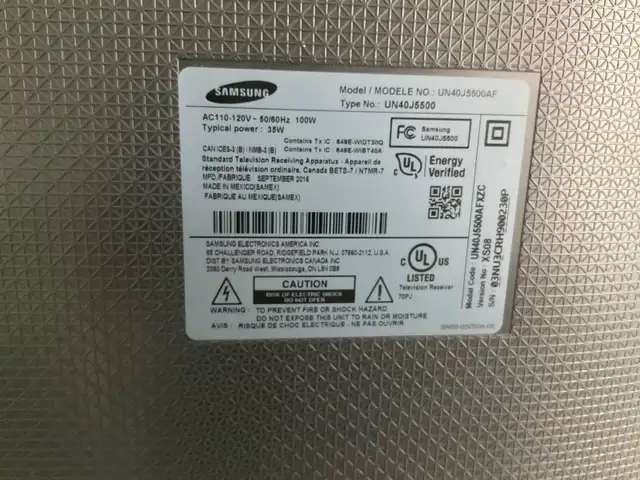 SAMSUNG
Model / MODELE NO.: UN40J5500AF
Type No.: UN40J5500
AC110-120V ~ 50/60Hz 100W
Typical power : 35W
Contains Tx IC : 649E-WIDT30Q
CAN ICES-3 (B) / NMB-3 (B) Contains Tx IC : 649E-WIBT40A
Standard Television Receiving Apparatus - Appareil de
réception télévision ordinaire, Canada BETS-7 / NTMR-7
MFD./FABRIQUE SEPTEMBER 2015
MADE IN MEXICO(SAMEX)
FABRIQUE AU MEXIQUE(SAMEX)
FC Samsung
UN40J5500
UL Energy
Verified
SAMSUNG ELECTRONICS AMERICA INC
85 CHALLENGER ROAD, RIDGEFIELD PARK N.J. 07660-2112, U.S.A
DIST BY SAMSUNG ELECTRONICS CANADA INC
2050 Derry Road West, Mississauga, ON L5N 0B9
C UL US
LISTED
Television Receiver
70FJ
CAUTION
RISK OF ELECTRIC SHOCK
DO NOT OPEN
WARNING : TO PREVENT FIRE OR SHOCK HAZARD
DO NOT EXPOSE THIS UNIT TO RAIN OR MOISTURE
AVIS : RISQUE DE CHOC ELECTRIQUE - NE PAS OUVRIR
Model Code : UN40J5500AFXZC
Version No : XS08
S/N : 03NU3CRH900230P